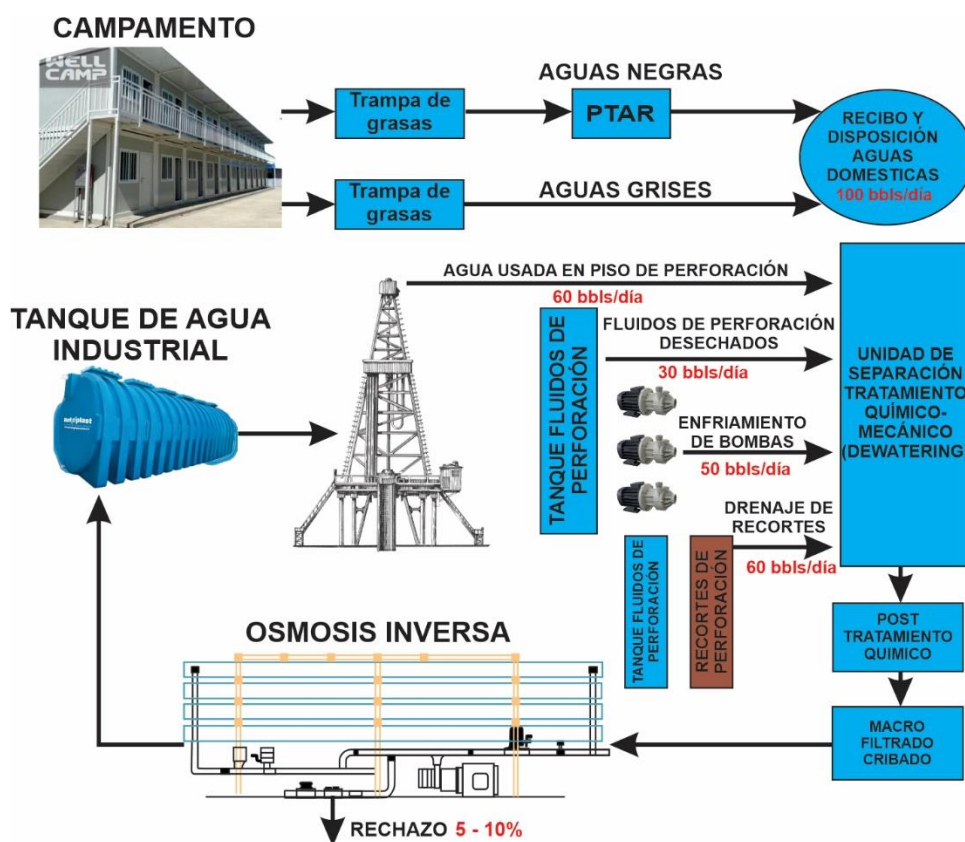 CAMPAMENTO
WELL
CAMP
Trampa de
grasas
AGUAS NEGRAS
PTAR
RECIBO Y
DISPOSICIÓN
AGUAS
DOMESTICAS
100 bbls/día
Trampa de
grasas
AGUAS GRISES
TANQUE DE AGUA
INDUSTRIAL
AGUA USADA EN PISO DE PERFORACIÓN
60 bbls/día
TANQUE FLUIDOS DE
PERFORACIÓN
FLUIDOS DE PERFORACIÓN
DESECHADOS
30 bbls/día
ENFRIAMIENTO
DE BOMBAS
50 bbls/día
DRENAJE DE
RECORTES
60 bbls/día
TANQUE FLUIDOS DE
PERFORACIÓN
RECORTES DE
PERFORACIÓN
UNIDAD DE
SEPARACIÓN
TRATAMIENTO
QUÍMICO-
MECÁNICO
(DEWATERING
POST
TRATAMIENTO
QUIMICO
MACRO
FILTRADO
CRIBADO
OSMOSIS INVERSA
RECHAZO 5 - 10%